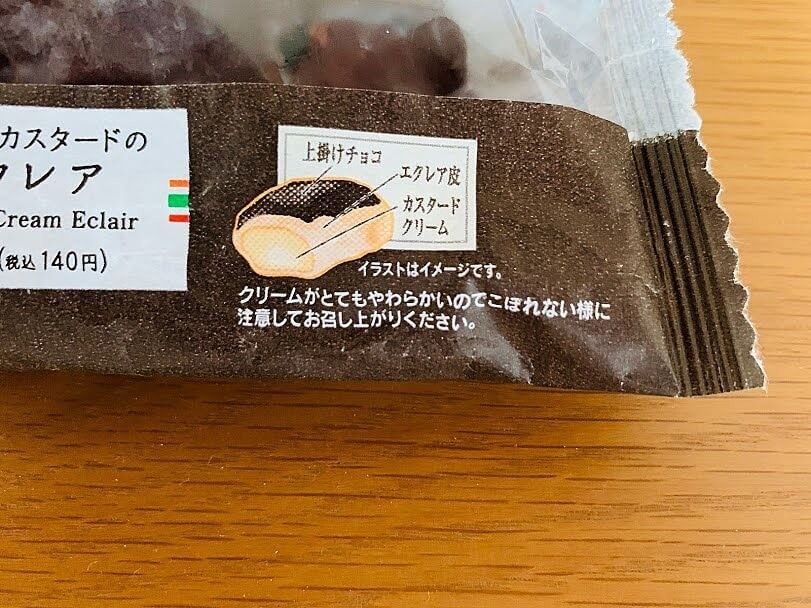 カスタードの
クレア
Cream Eclair
(税込140円)
上掛けチョコ
エクレア皮
カスタード
クリーム
イラストはイメージです。
クリームがとてもやわらかいのでこぼれない様に
注意してお召し上がりください。